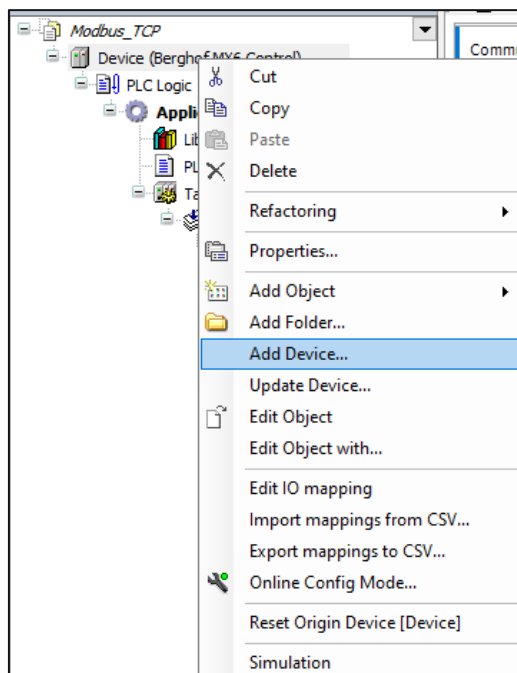 Modbus_TCP
Commu
Device (Berghof MX6 Control)
PLC Logic
Appli
Lib
PL
Ta
Cut
Copy
Paste
Delete
Refactoring
Properties...
Add Object
Add Folder...
Add Device...
Update Device...
Edit Object
Edit Object with...
Edit IO mapping
Import mappings from CSV...
Export mappings to CSV...
Online Config Mode...
Reset Origin Device [Device]
Simulation